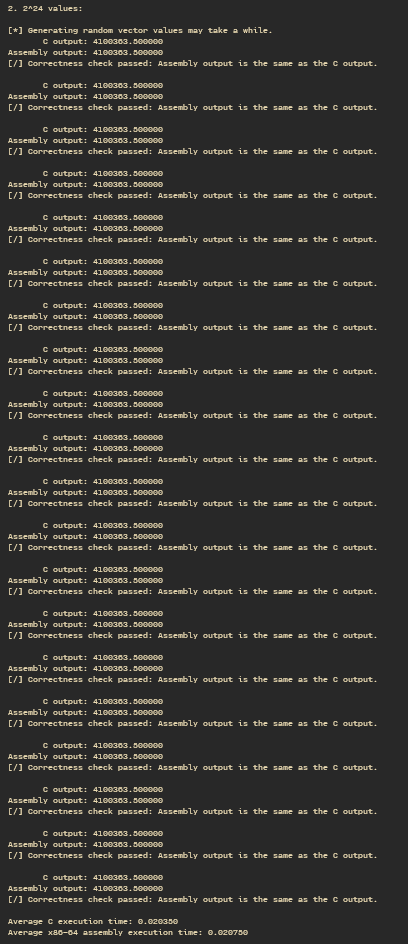 2. 2^24 values:
[*] Generating random vector values may take a while.
C output: 4100363.500000
Assembly output: 4100363.500000
[/] Correctness check passed: Assembly output is the same as the C output.
C output: 4100363.500000
Assembly output: 4100363.500000
[/] Correctness check passed: Assembly output is the same as the C output.
C output: 4100363.500000
Assembly output: 4100363.500000
[/] Correctness check passed: Assembly output is the same as the C output.
C output: 4100363.500000
Assembly output: 4100363.500000
[/] Correctness check passed: Assembly output is the same as the C output.
C output: 4100363.500000
Assembly output: 4100363.500000
[/] Correctness check passed: Assembly output is the same as the C output.
C output: 4100363.500000
Assembly output: 4100363.500000
[/] Correctness check passed: Assembly output is the same as the C output.
C output: 4100363.500000
Assembly output: 4100363.500000
[/] Correctness check passed: Assembly output is the same as the C output.
C output: 4100363.500000
Assembly output: 4100363.500000
[/] Correctness check passed: Assembly output is the same as the C output.
C output: 4100363.500000
Assembly output: 4100363.500000
[/] Correctness check passed: Assembly output is the same as the C output.
C output: 4100363.500000
Assembly output: 4100363.500000
[/] Correctness check passed: Assembly output is the same as the C output.
C output: 4100363.500000
Assembly output: 4100363.500000
[/] Correctness check passed: Assembly output is the same as the C output.
C output: 4100363.500000
Assembly output: 4100363.500000
[/] Correctness check passed: Assembly output is the same as the C output.
C output: 4100363.500000
Assembly output: 4100363.500000
[/] Correctness check passed: Assembly output is the same as the C output.
C output: 4100363.500000
Assembly output: 4100363.500000
[/] Correctness check passed: Assembly output is the same as the C output.
C output: 4100363.500000
Assembly output: 4100363.500000
[/] Correctness check passed: Assembly output is the same as the C output.
C output: 4100363.500000
Assembly output: 4100363.500000
[/] Correctness check passed: Assembly output is the same as the C output.
C output: 4100363.500000
Assembly output: 4100363.500000
[/] Correctness check passed: Assembly output is the same as the C output.
C output: 4100363.500000
Assembly output: 4100363.500000
[/] Correctness check passed: Assembly output is the same as the C output.
C output: 4100363.500000
Assembly output: 4100363.500000
[/] Correctness check passed: Assembly output is the same as the C output.
C output: 4100363.500000
Assembly output: 4100363.500000
[/] Correctness check passed: Assembly output is the same as the C output.
Average C execution time: 0.020350
Average x86-64 assembly execution time: 0.020750